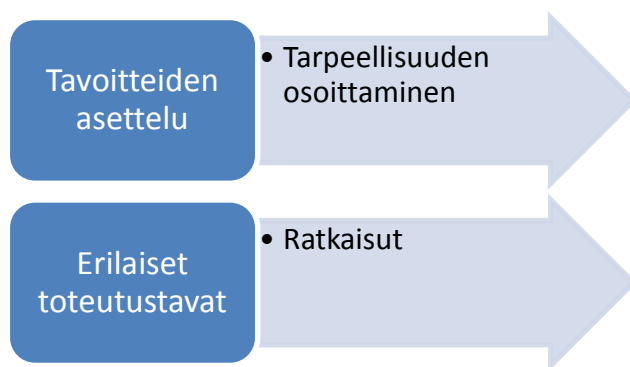 Tavoitteiden
asettelu
• Tarpeellisuuden
osoittaminen
Erilaiset
toteutustavat
• Ratkaisut